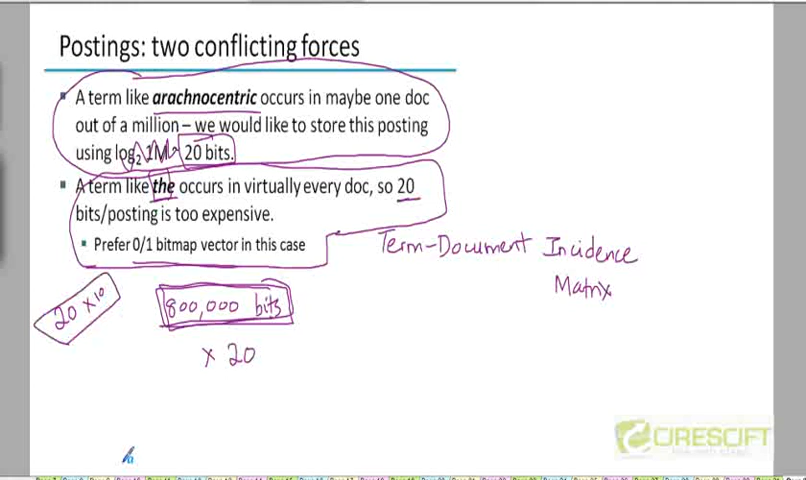 Postings: two conflicting forces
A term like arachnocentric occurs in maybe one doc
out of a million – we would like to store this posting
using log2 1M ~ 20 bits.
A term like the occurs in virtually every doc, so 20
bits/posting is too expensive.
Prefer 0/1 bitmap vector in this case
Term-Document Incidence
Matrix
20 x 10
800,000 bits
x 20